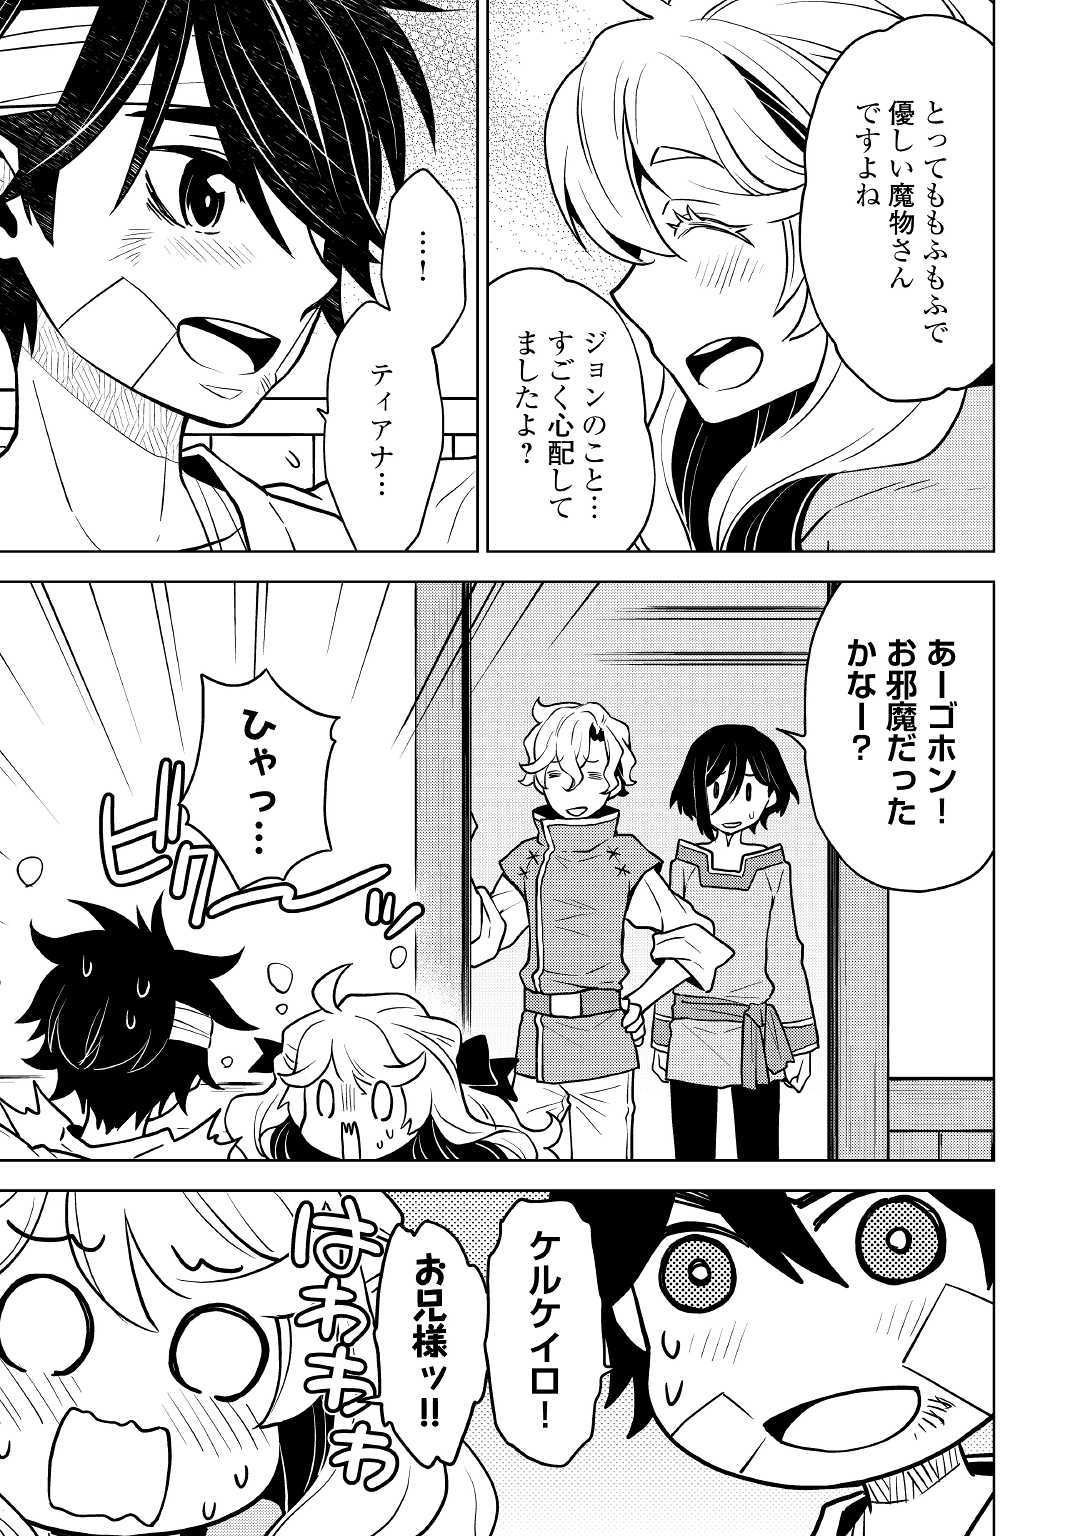 とってももふもふで
優しい魔物さん
ですよね
ジョンのこと…
すごく心配して
ましたよ?
…!
ティアナ…
あーゴホン!
お邪魔だった
かなー?
ひゃっ…
ビクーッ
ケルケイロ!
お兄様ッ!!
はわわわわ